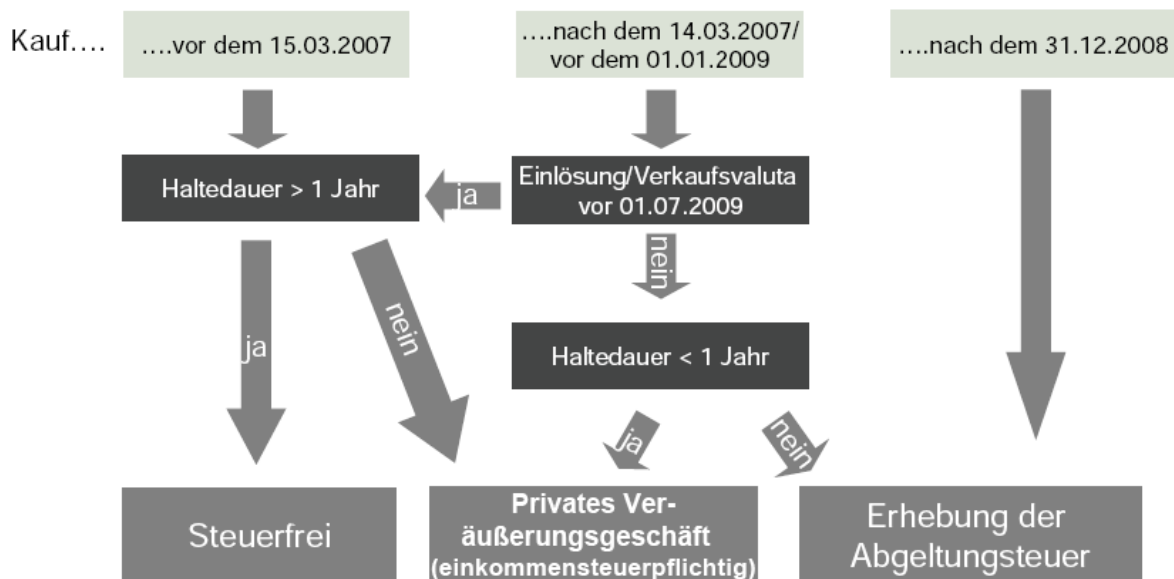 Kauf....
....vor dem 15.03.2007
....nach dem 14.03.2007/
vor dem 01.01.2009
....nach dem 31.12.2008
Haltedauer > 1 Jahr
ja
Einlösung/Verkaufsvaluta
vor 01.07.2009
nein
ja
nein
Haltedauer < 1 Jahr
ja
nein
Steuerfrei
Privates Ver-
äußerungsgeschäft
(einkommensteuerpflichtig)
Erhebung der
Abgeltungsteuer